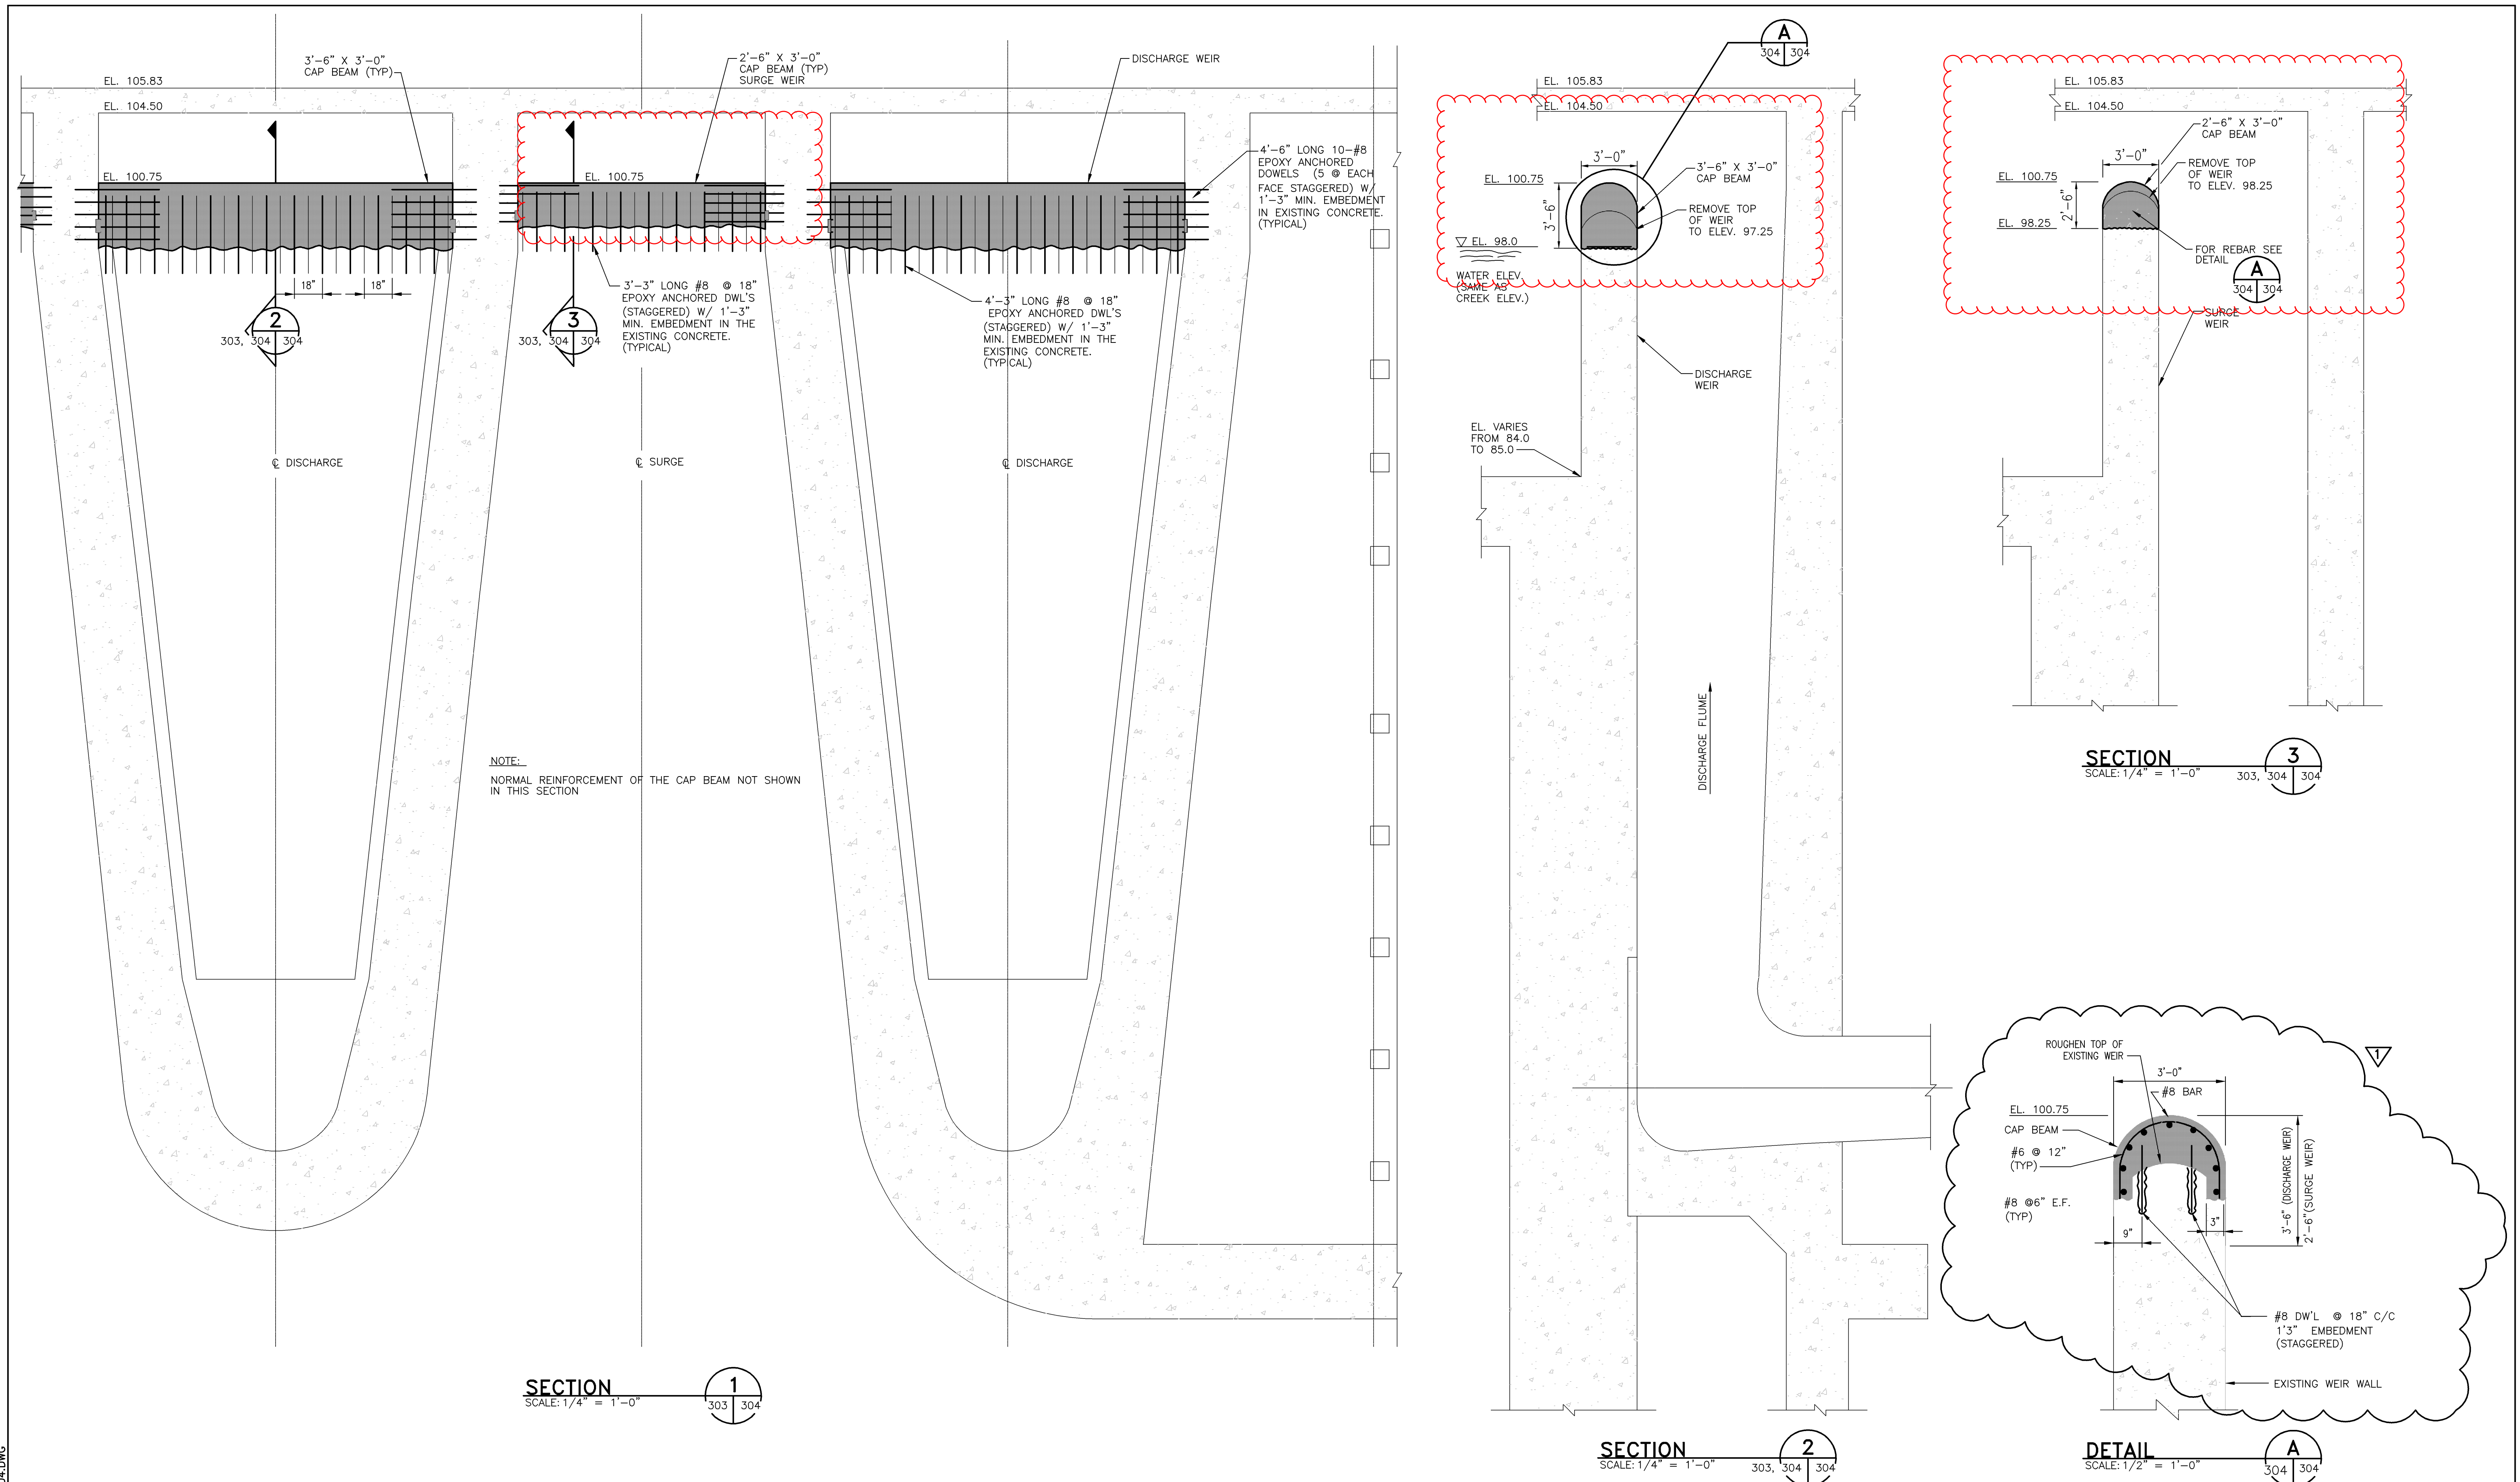 3'-6" X 3'-0"
CAP BEAM (TYP)
EL. 105.83
EL. 104.50
EL. 100.75
2'-6" X 3'-0"
CAP BEAM (TYP)
SURGE WEIR
EL. 100.75
DISCHARGE WEIR
4'-6" LONG 10-#8
EPOXY ANCHORED
DOWELS (5 @ EACH
FACE STAGGERED) W/
1'-3" MIN. EMBEDMENT
IN EXISTING CONCRETE.
(TYPICAL)
18"
18"
2
303, 304
304
3
303, 304
304
3'-3" LONG #8 @ 18"
EPOXY ANCHORED DWL'S
(STAGGERED) W/ 1'-3"
MIN. EMBEDMENT IN THE
EXISTING CONCRETE.
(TYPICAL)
4'-3" LONG #8 @ 18"
EPOXY ANCHORED DWL'S
(STAGGERED) W/ 1'-3"
MIN. EMBEDMENT IN THE
EXISTING CONCRETE.
(TYPICAL)
℄ DISCHARGE
℄ SURGE
℄ DISCHARGE
NOTE:
NORMAL REINFORCEMENT OF THE CAP BEAM NOT SHOWN
IN THIS SECTION
SECTION
SCALE: 1/4" = 1'-0"
1
303
304
A
304
304
EL. 105.83
EL. 104.50
3'-0"
EL. 100.75
3'-6"
3'-6" X 3'-0"
CAP BEAM
REMOVE TOP
OF WEIR
TO ELEV. 97.25
EL. 98.0
WATER ELEV.
(SAME AS
CREEK ELEV.)
DISCHARGE
WEIR
EL. VARIES
FROM 84.0
TO 85.0
DISCHARGE FLUME
SECTION
SCALE: 1/4" = 1'-0"
2
303, 304
304
EL. 105.83
EL. 104.50
2'-6" X 3'-0"
CAP BEAM
3'-0"
REMOVE TOP
OF WEIR
TO ELEV. 98.25
EL. 100.75
2'-6"
EL. 98.25
FOR REBAR SEE
DETAIL
A
304
304
SURGE
WEIR
SECTION
SCALE: 1/4" = 1'-0"
3
303, 304
304
1
ROUGHEN TOP OF
EXISTING WEIR
3'-0"
#8 BAR
EL. 100.75
CAP BEAM
#6 @ 12"
(TYP)
#8 @6" E.F.
(TYP)
9"
3"
3'-6" (DISCHARGE WEIR)
2'-6" (SURGE WEIR)
#8 DW'L @ 18" C/C
1'3" EMBEDMENT
(STAGGERED)
EXISTING WEIR WALL
DETAIL
SCALE: 1/2" = 1'-0"
A
304
304